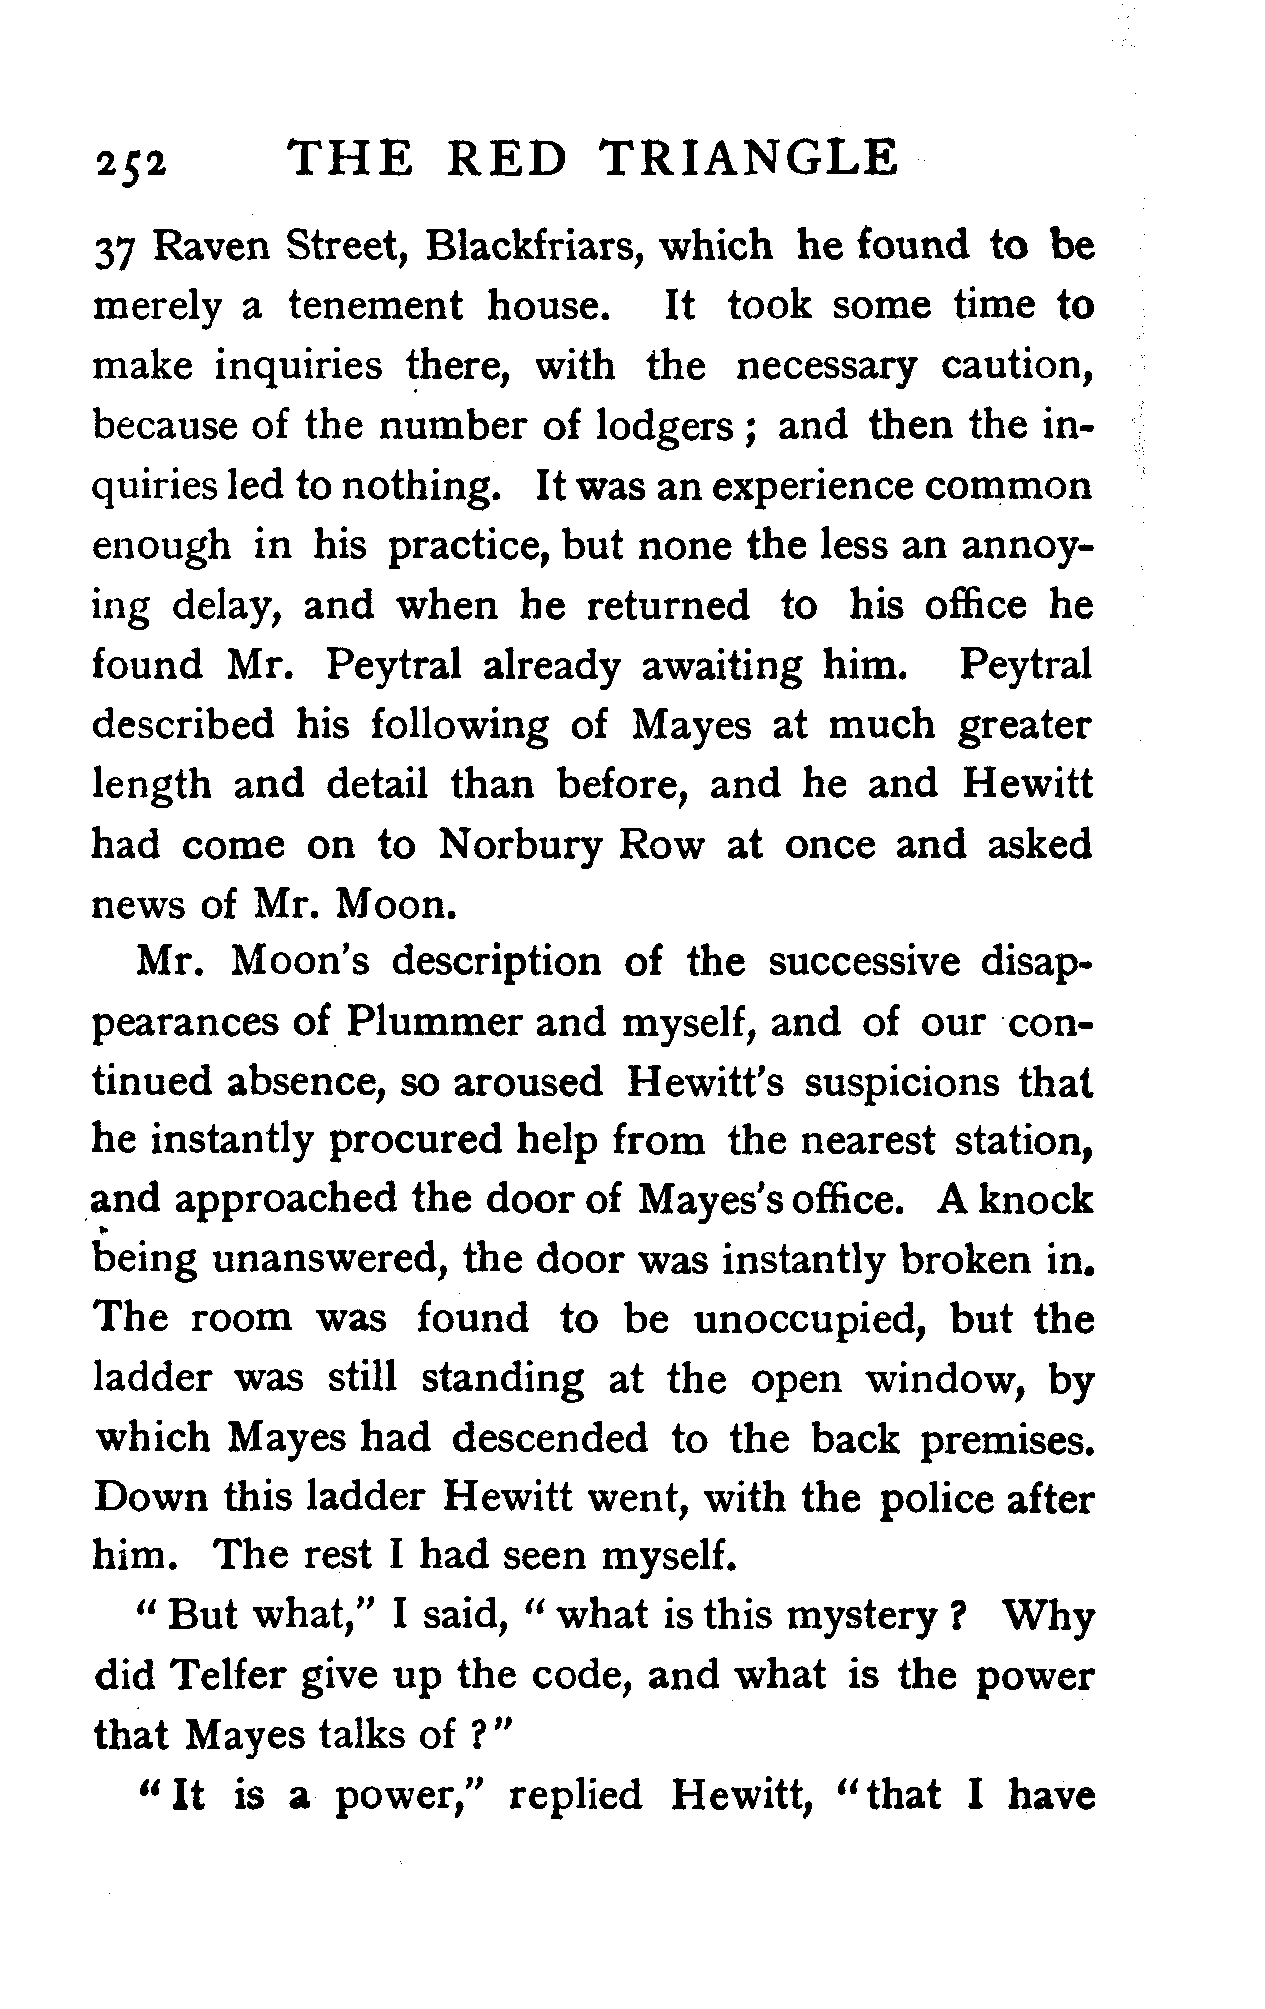 252 THE RED TRIANGLE
37 Raven Street, Blackfriars, which he found to be
merely a tenement house. It took some time to
make inquiries there, with the necessary caution,
because of the number of lodgers ; and then the in-
quiries led to nothing. It was an experience common
enough in his practice, but none the less an annoy-
ing delay, and when he returned to his office he
found Mr. Peytral already awaiting him. Peytral
described his following of Mayes at much greater
length and detail than before, and he and Hewitt
had come on to Norbury Row at once and asked
news of Mr. Moon.
Mr. Moon's description of the successive disap-
pearances of Plummer and myself, and of our con-
tinued absence, so aroused Hewitt's suspicions that
he instantly procured help from the nearest station,
and approached the door of Mayes's office. A knock
being unanswered, the door was instantly broken in.
The room was found to be unoccupied, but the
ladder was still standing at the open window, by
which Mayes had descended to the back premises.
Down this ladder Hewitt went, with the police after
him. The rest I had seen myself.
“ But what,” I said, “ what is this mystery ? Why
did Telfer give up the code, and what is the power
that Mayes talks of ?”
“ It is a power,” replied Hewitt, “ that I have